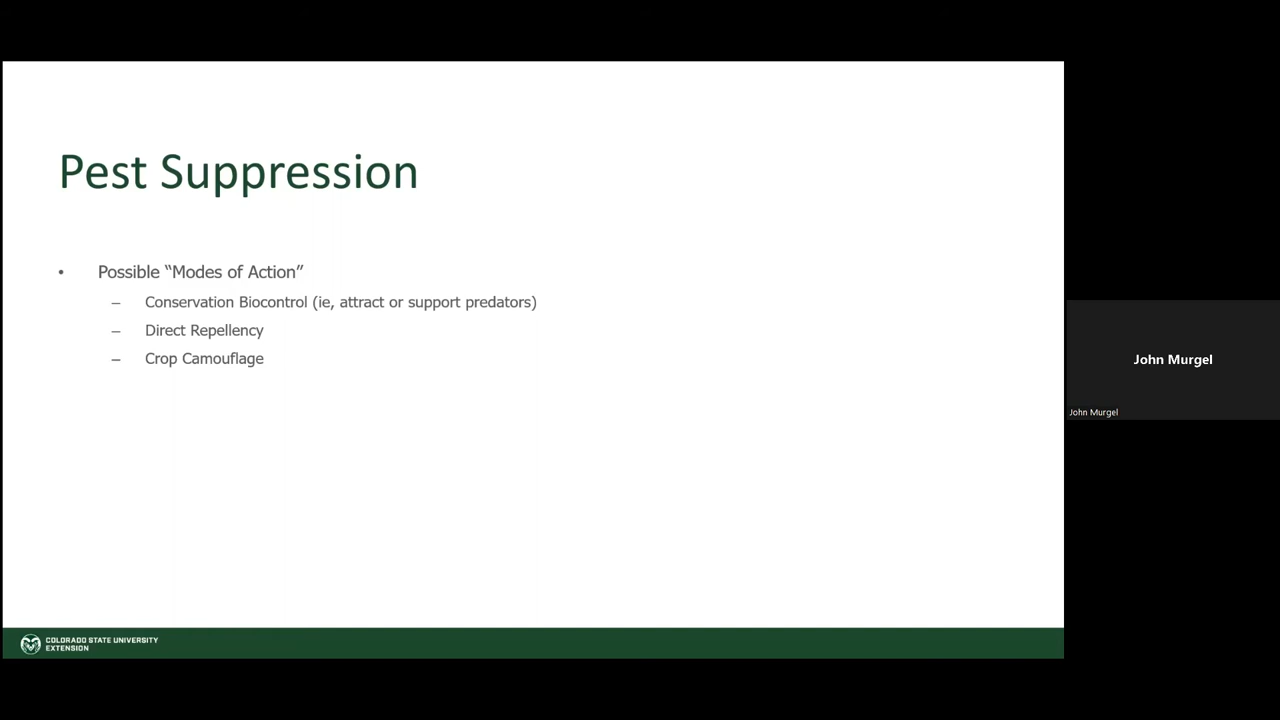 Pest Suppression
• Possible “Modes of Action”
– Conservation Biocontrol (ie, attract or support predators)
– Direct Repellency
– Crop Camouflage
COLORADO STATE UNIVERSITY
EXTENSION
John Murgel
John Murgel